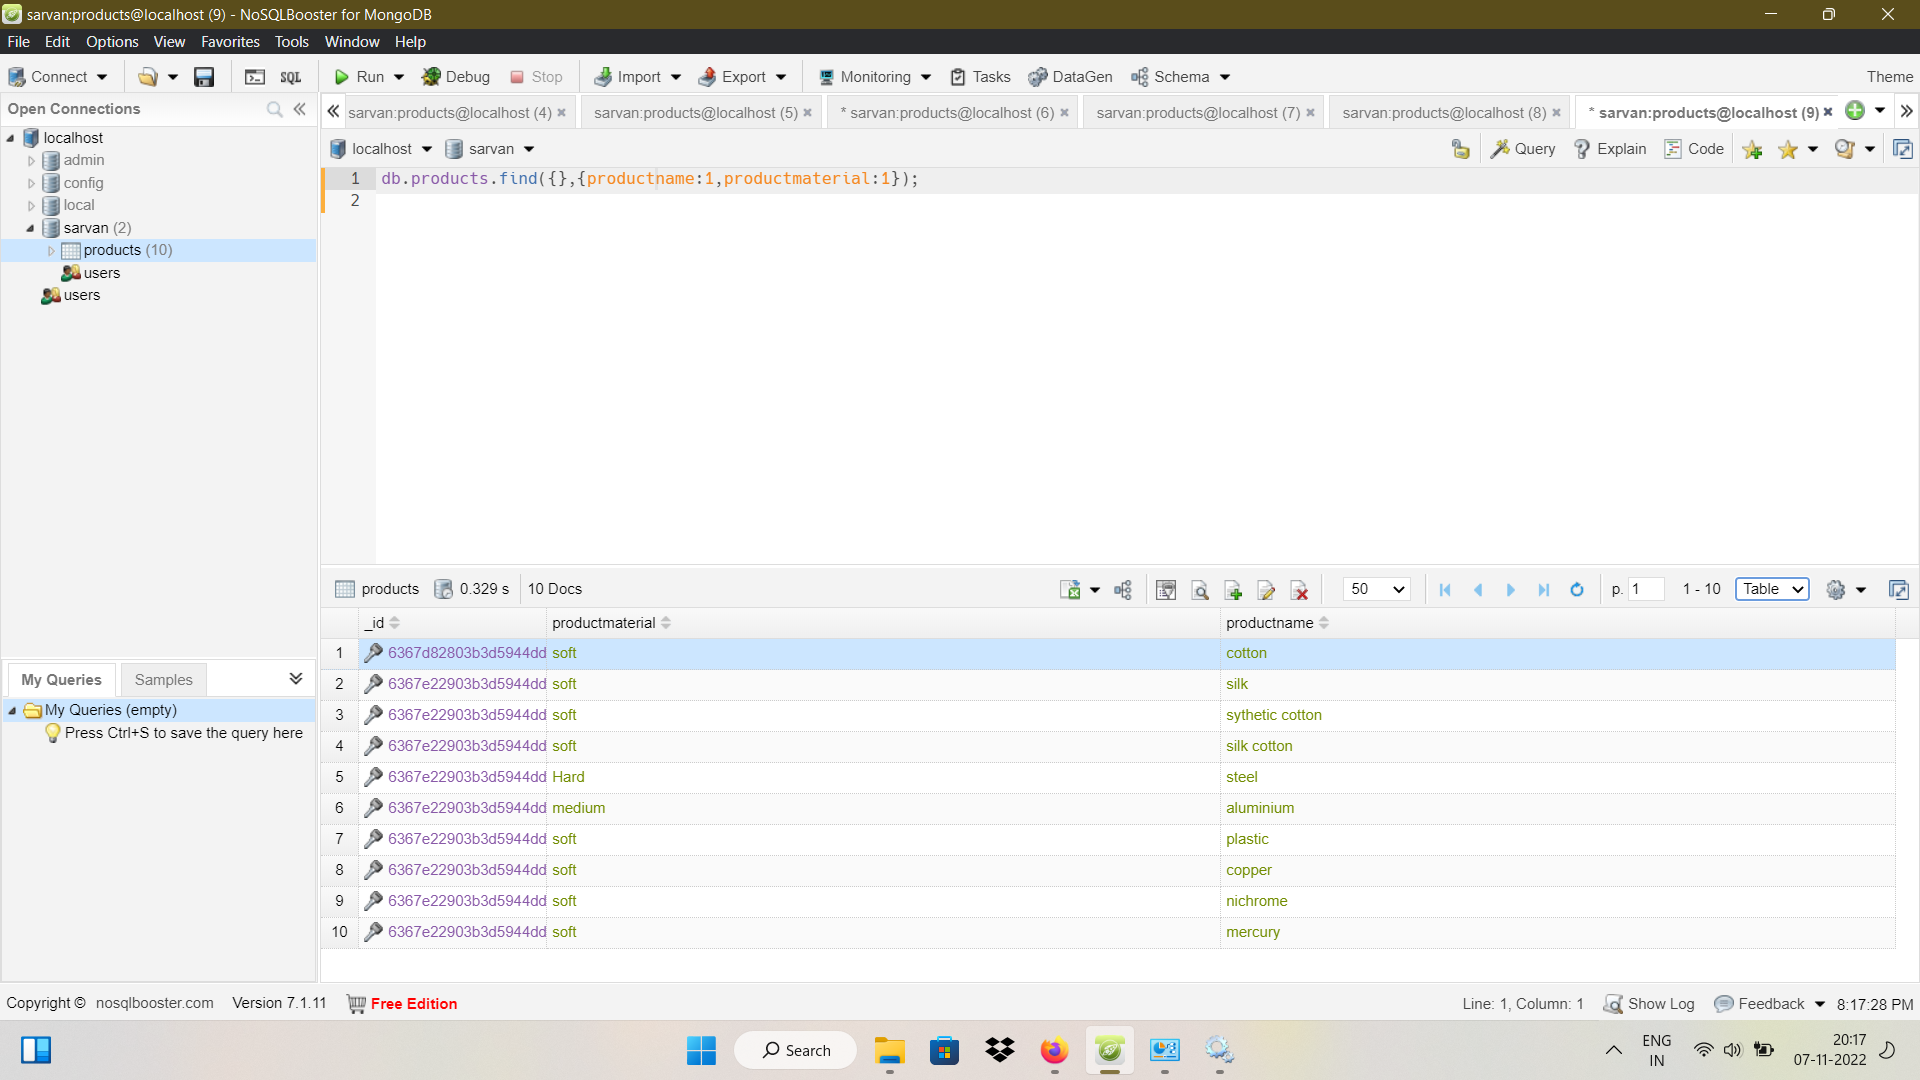 sarvan:products@localhost (9) - NoSQLBooster for MongoDB
File Edit Options View Favorites Tools Window Help
Connect SQL Run Debug Stop Import Export Monitoring Tasks DataGen Schema Theme
Open Connections
sarvan:products@localhost (4) sarvan:products@localhost (5) * sarvan:products@localhost (6) sarvan:products@localhost (7) sarvan:products@localhost (8) * sarvan:products@localhost (9)
localhost
admin
config
local
sarvan (2)
products (10)
users
users
localhost sarvan Query Explain Code
1 db.products.find({},{productname:1,productmaterial:1});
2
My Queries Samples
My Queries (empty)
Press Ctrl+S to save the query here
products 0.329 s 10 Docs 50 p. 1 1 - 10 Table
_id productmaterial productname
1 6367d82803b3d5944dd soft cotton
2 6367e22903b3d5944dd soft silk
3 6367e22903b3d5944dd soft sythetic cotton
4 6367e22903b3d5944dd soft silk cotton
5 6367e22903b3d5944dd Hard steel
6 6367e22903b3d5944dd medium aluminium
7 6367e22903b3d5944dd soft plastic
8 6367e22903b3d5944dd soft copper
9 6367e22903b3d5944dd soft nichrome
10 6367e22903b3d5944dd soft mercury
Copyright © nosqlbooster.com Version 7.1.11 Free Edition Line: 1, Column: 1 Show Log Feedback 8:17:28 PM
Search
ENG
IN
20:17
07-11-2022